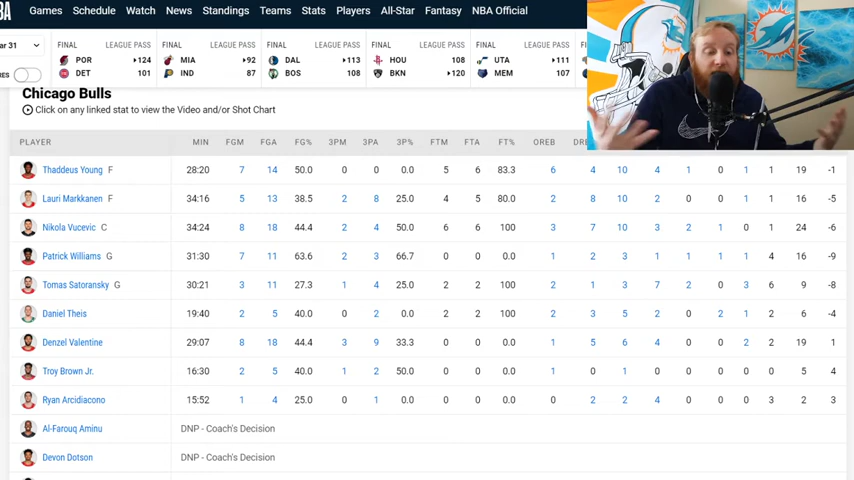 Games Schedule Watch News Standings Teams Stats Players All-Star Fantasy NBA Official
ar 31 FINAL LEAGUE PASS FINAL LEAGUE PASS FINAL LEAGUE PASS FINAL LEAGUE PASS FINAL LEAGUE PASS
POR 124 MIA 92 DAL 113 HOU 108 UTA 111
RES DET 101 IND 87 BOS 108 BKN 120 MEM 107
Chicago Bulls
Click on any linked stat to view the Video and/or Shot Chart
PLAYER MIN FGM FGA FG% 3PM 3PA 3P% FTM FTA FT% OREB DRE
Thaddeus Young F 28:20 7 14 50.0 0 0 0.0 5 6 83.3 6 4 10 4 1 0 1 1 19 -1
Lauri Markkanen F 34:16 5 13 38.5 2 8 25.0 4 5 80.0 2 8 10 2 0 0 1 1 16 -5
Nikola Vucevic C 34:24 8 18 44.4 2 4 50.0 6 6 100 3 7 10 3 2 1 0 1 24 -6
Patrick Williams G 31:30 7 11 63.6 2 3 66.7 0 0 0.0 1 2 3 1 1 1 1 4 16 -9
Tomas Satoransky G 30:21 3 11 27.3 1 4 25.0 2 2 100 2 1 3 7 2 0 3 6 9 -8
Daniel Theis 19:40 2 5 40.0 0 2 0.0 2 2 100 2 3 5 2 0 2 1 2 6 -4
Denzel Valentine 29:07 8 18 44.4 3 9 33.3 0 0 0.0 1 5 6 4 0 0 2 2 19 1
Troy Brown Jr. 16:30 2 5 40.0 1 2 50.0 0 0 0.0 1 0 1 0 0 0 0 0 5 4
Ryan Arcidiacono 15:52 1 4 25.0 0 1 0.0 0 0 0.0 0 2 2 4 0 0 0 3 2 3
Al-Farouq Aminu DNP - Coach's Decision
Devon Dotson DNP - Coach's Decision